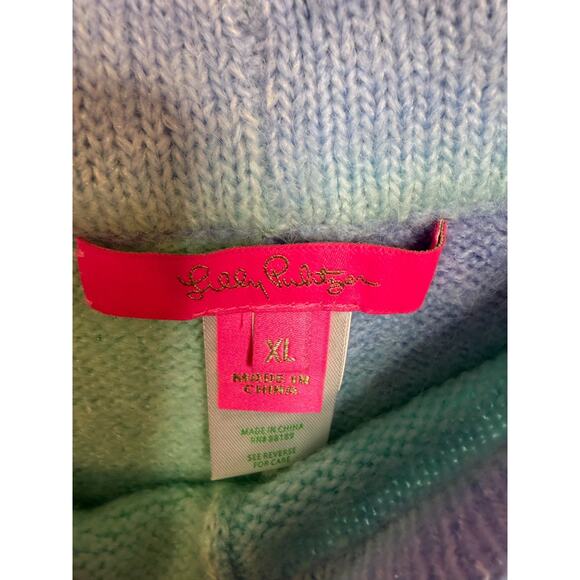 Lilly Pulitzer
XL
MADE IN
CHINA
MADE IN CHINA
RN# 88189
SEE REVERSE
FOR CARE